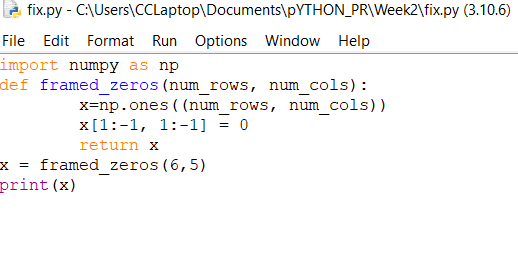 fix.py - C:\Users\CCLaptop\Documents\pYTHON_PR\Week2\fix.py (3.10.6)
File Edit Format Run Options Window Help
import numpy as np
def framed_zeros(num_rows, num_cols):
        x=np.ones((num_rows, num_cols))
        x[1:-1, 1:-1] = 0
        return x
x = framed_zeros(6,5)
print(x)